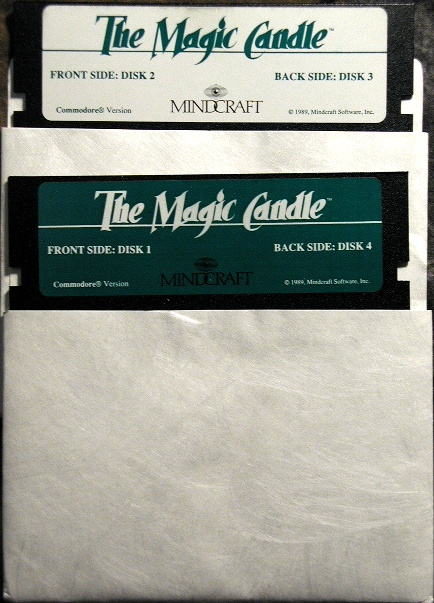 The Magic Candle™
FRONT SIDE: DISK 2 BACK SIDE: DISK 3
Commodore® Version MINDCRAFT © 1989, Mindcraft Software, Inc.
The Magic Candle™
FRONT SIDE: DISK 1 BACK SIDE: DISK 4
Commodore® Version MINDCRAFT © 1989, Mindcraft Software, Inc.